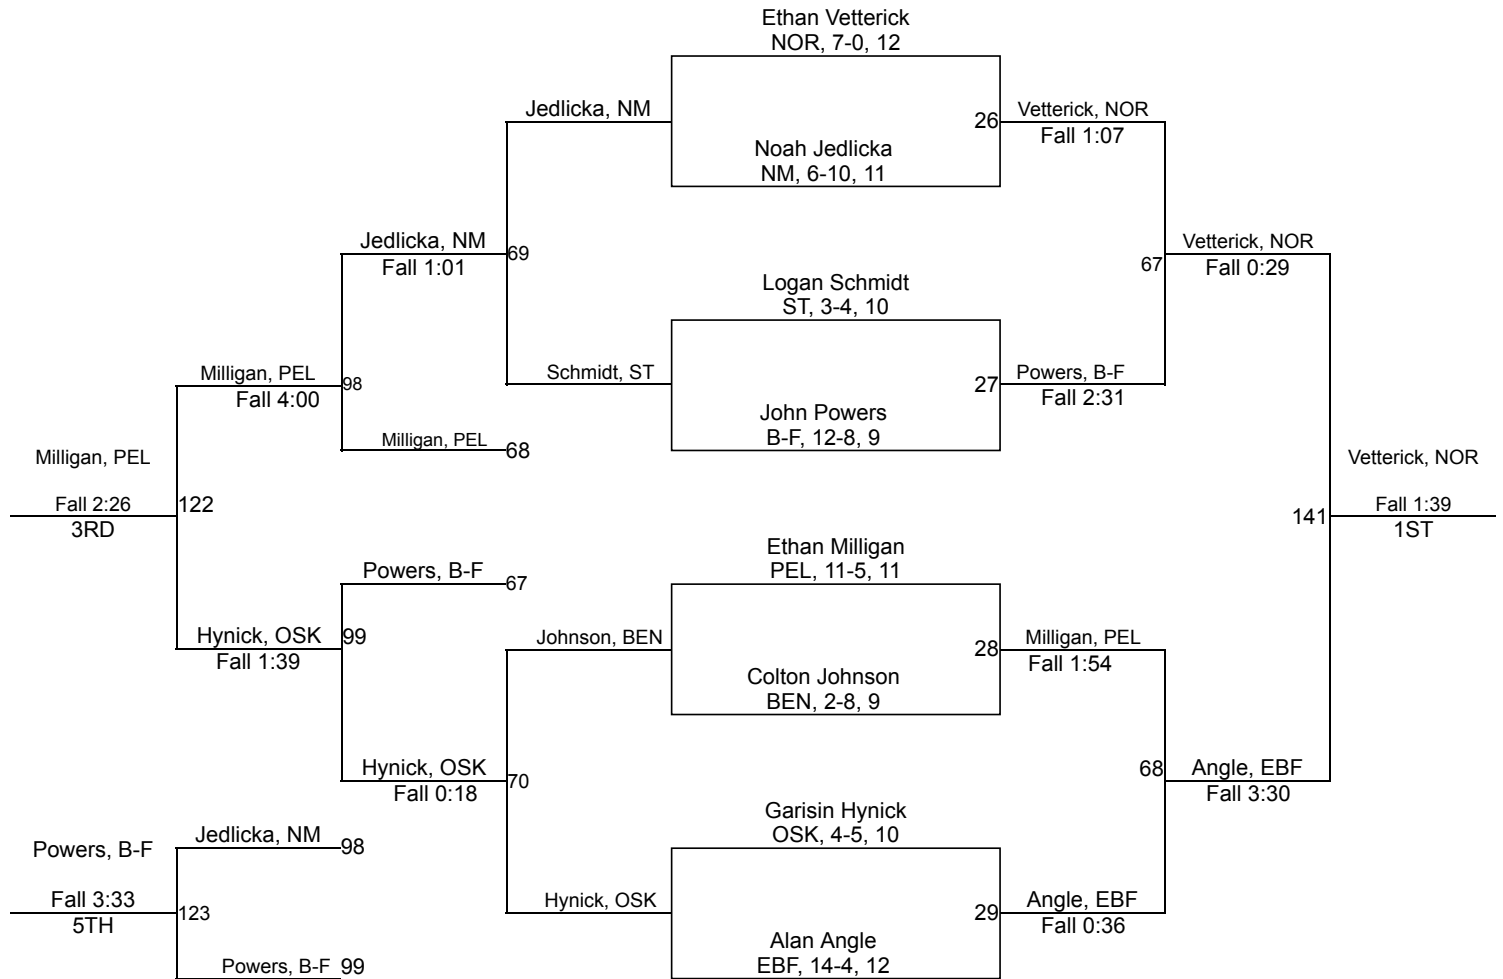 Ethan Vetterick
NOR, 7-0, 12
Jedlicka, NM
26
Vetterick, NOR
Fall 1:07
Noah Jedlicka
NM, 6-10, 11
Jedlicka, NM
Fall 1:01
69
67
Vetterick, NOR
Fall 0:29
Logan Schmidt
ST, 3-4, 10
Milligan, PEL
Fall 4:00
98
Schmidt, ST
27
Powers, B-F
Fall 2:31
John Powers
B-F, 12-8, 9
Milligan, PEL
68
Milligan, PEL
Fall 2:26
3RD
122
141
Vetterick, NOR
Fall 1:39
1ST
Ethan Milligan
PEL, 11-5, 11
Powers, B-F
67
Hynick, OSK
Fall 1:39
99
Johnson, BEN
28
Milligan, PEL
Fall 1:54
Colton Johnson
BEN, 2-8, 9
Hynick, OSK
Fall 0:18
70
68
Angle, EBF
Fall 3:30
Garisin Hynick
OSK, 4-5, 10
Jedlicka, NM
98
Powers, B-F
Fall 3:33
5TH
123
Hynick, OSK
29
Angle, EBF
Fall 0:36
Alan Angle
EBF, 14-4, 12
Powers, B-F
99